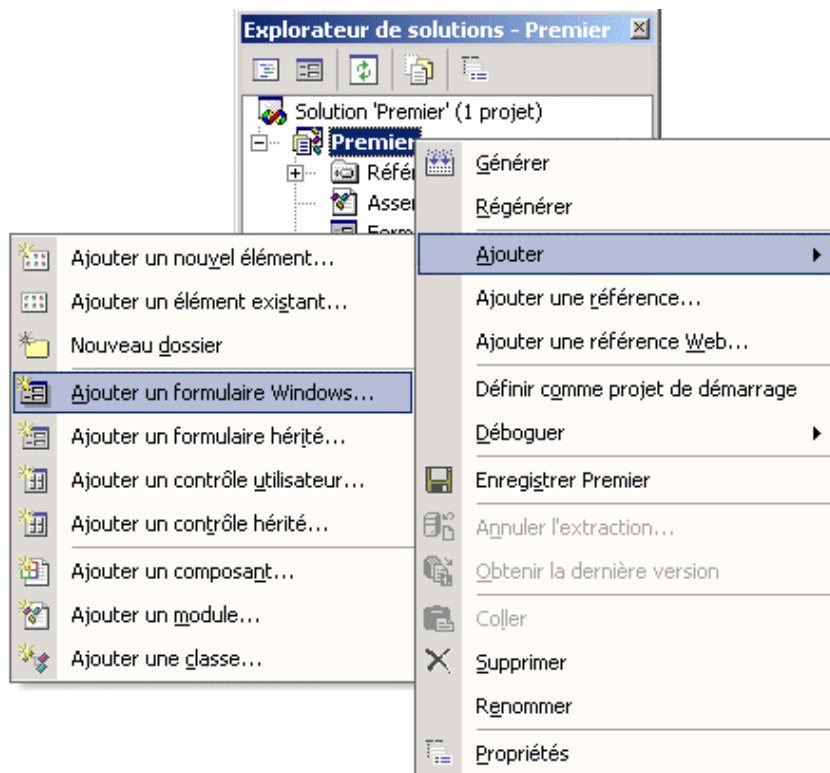 Explorateur de solutions - Premier
Solution 'Premier' (1 projet)
Premier
Référ
Asser
Form
Générer
Régénérer
Ajouter
Ajouter une référence...
Ajouter une référence Web...
Définir comme projet de démarrage
Déboguer
Enregistrer Premier
Annuler l'extraction...
Obtenir la dernière version
Coller
Supprimer
Renommer
Propriétés
Ajouter un nouvel élément...
Ajouter un élément existant...
Nouveau dossier
Ajouter un formulaire Windows...
Ajouter un formulaire hérité...
Ajouter un contrôle utilisateur...
Ajouter un contrôle hérité...
Ajouter un composant...
Ajouter un module...
Ajouter une classe...